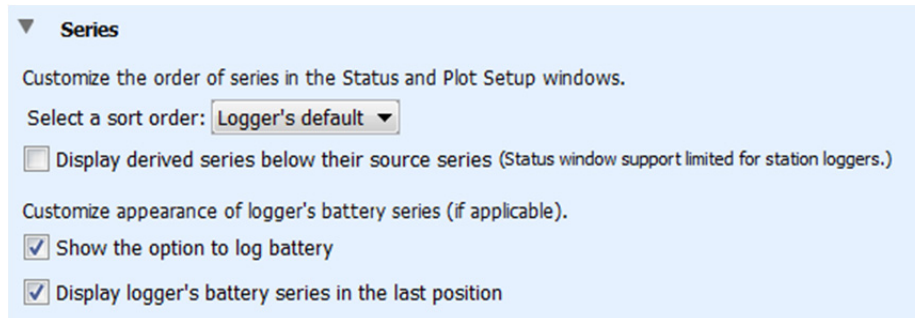 Series
Customize the order of series in the Status and Plot Setup windows.
Select a sort order: Logger's default
Display derived series below their source series (Status window support limited for station loggers.)
Customize appearance of logger's battery series (if applicable).
Show the option to log battery
Display logger's battery series in the last position